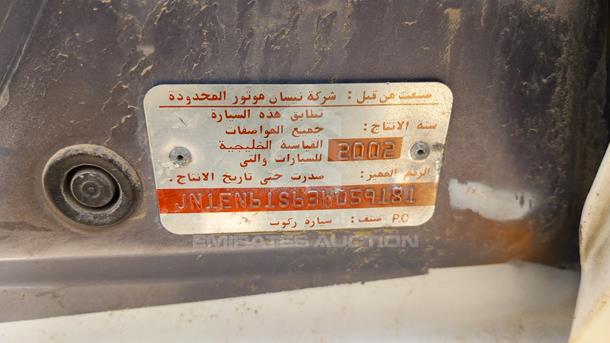 صنعت من قبل : شركة نيسان موتور المحدودة
تطابق هذه السيارة
سنة الانتاج : جميع المواصفات
2002 القياسية الخليجية
للسيارات والتي
الرقم المميز : صدرت حتى تاريخ الانتاج .
JN1EN61S63M059181
P.C صنف : سيارة ركوب
EMIRATES AUCTION